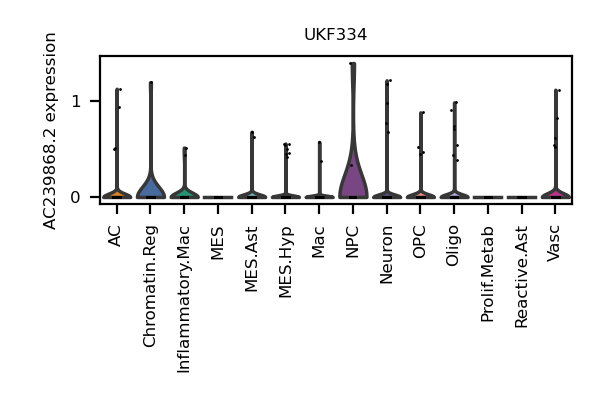 UKF334
AC239868.2 expression
1
0
AC
Chromatin.Reg
Inflammatory.Mac
MES
MES.Ast
MES.Hyp
Mac
NPC
Neuron
OPC
Oligo
Prolif.Metab
Reactive.Ast
Vasc